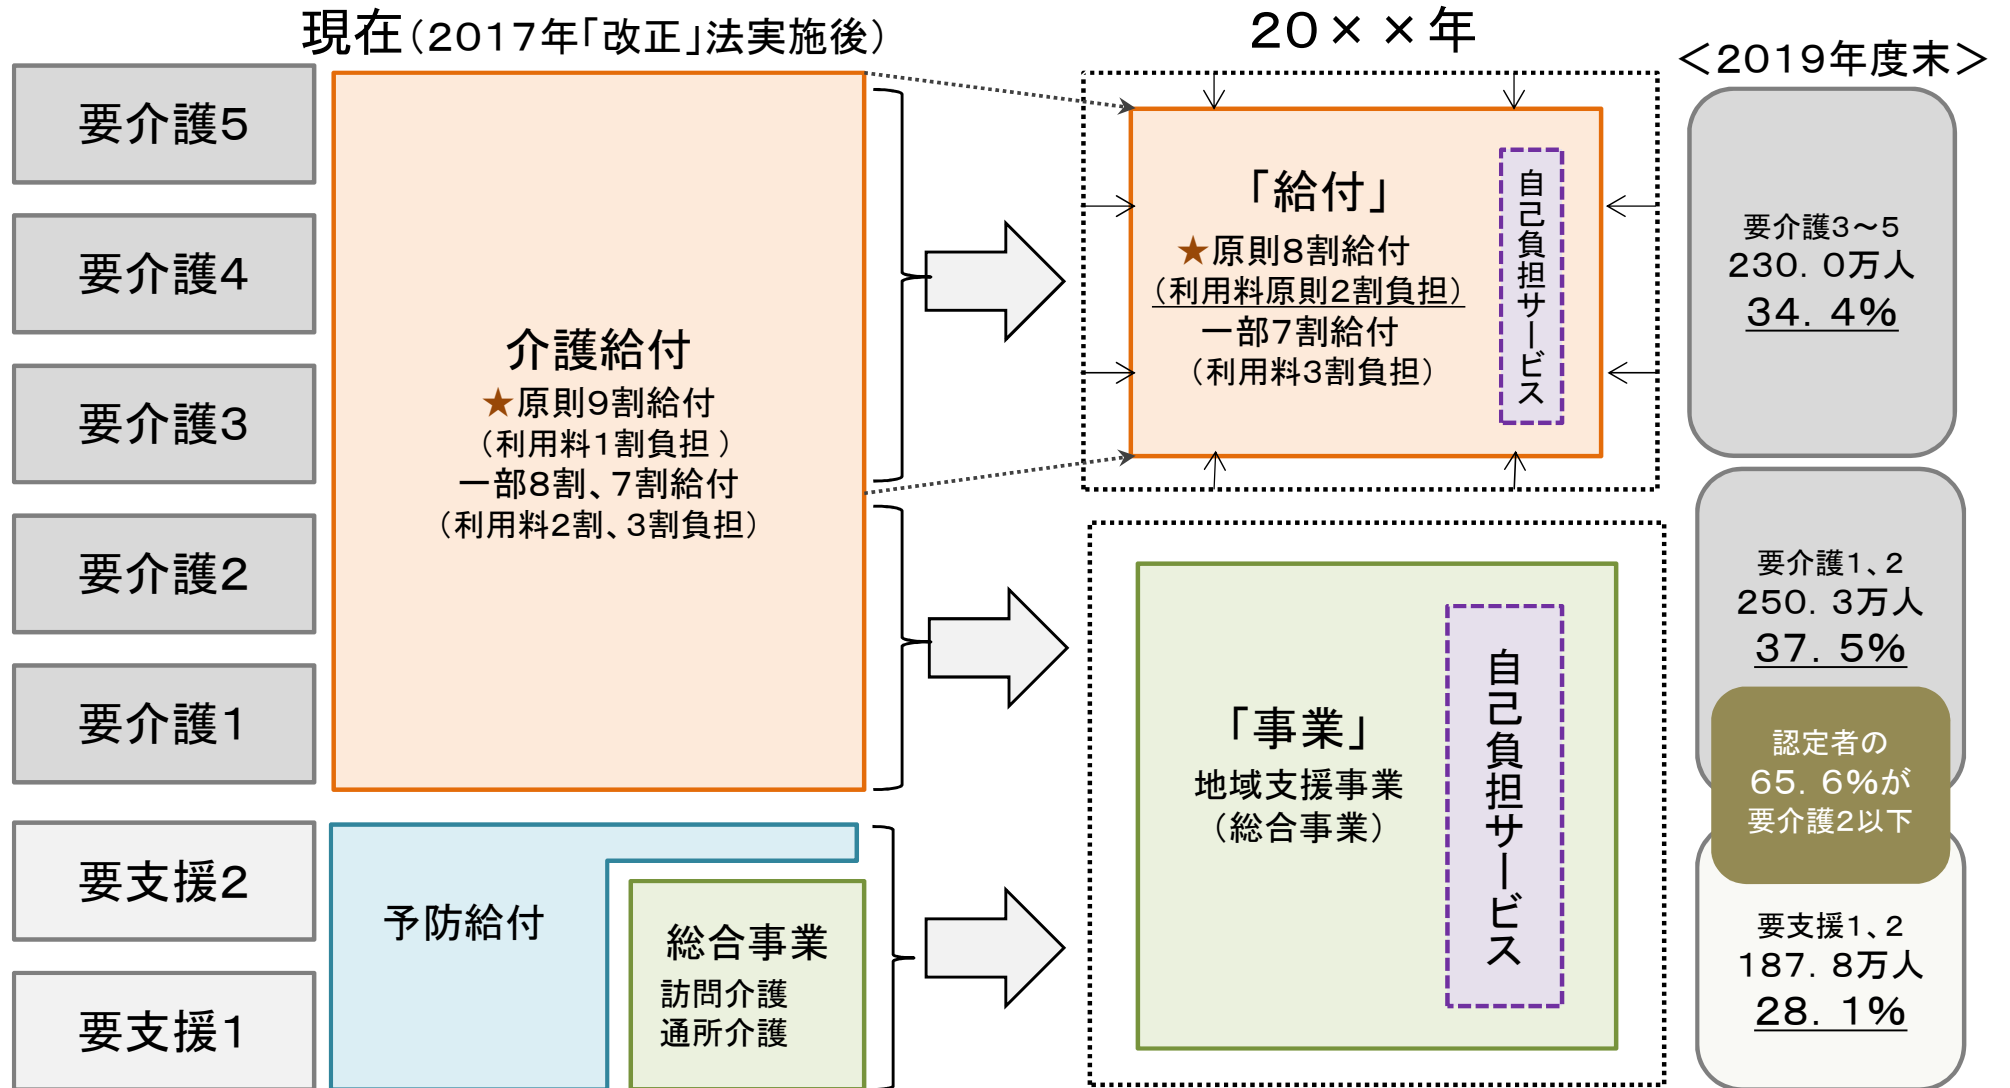 現在(2017年「改正」法実施後)
20××年
<2019年度末>
要介護5
要介護4
要介護3
要介護2
要介護1
要支援2
要支援1
介護給付
★原則9割給付
(利用料1割負担 )
一部8割、7割給付
(利用料2割、3割負担)
予防給付
総合事業
訪問介護
通所介護
「給付」
★原則8割給付
(利用料原則2割負担)
一部7割給付
(利用料3割負担)
自己負担サービス
「事業」
地域支援事業
(総合事業)
自己負担サービス
要介護3~5
230. 0万人
34. 4%
要介護1、2
250. 3万人
37. 5%
認定者の
65. 6%が
要介護2以下
要支援1、2
187. 8万人
28. 1%